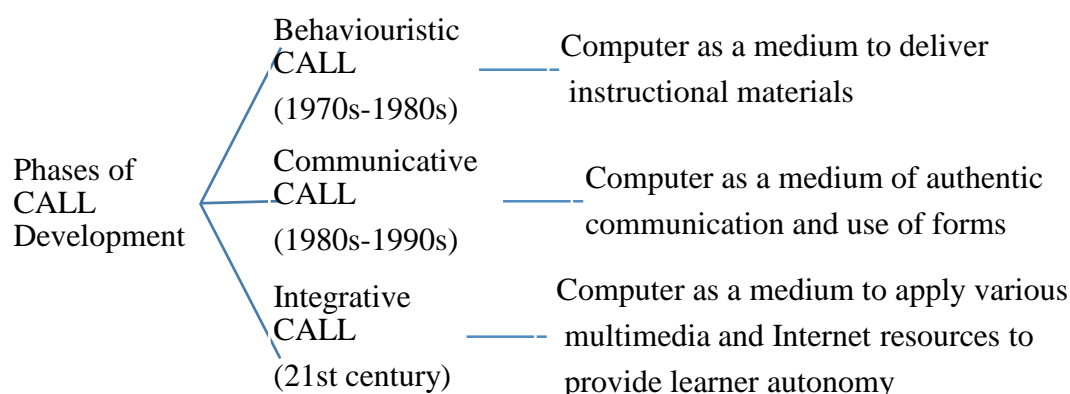 Phases of
CALL
Development
Behaviouristic
CALL
(1970s-1980s)
Computer as a medium to deliver
instructional materials
Communicative
CALL
(1980s-1990s)
Computer as a medium of authentic
communication and use of forms
Integrative
CALL
(21st century)
Computer as a medium to apply various
multimedia and Internet resources to
provide learner autonomy